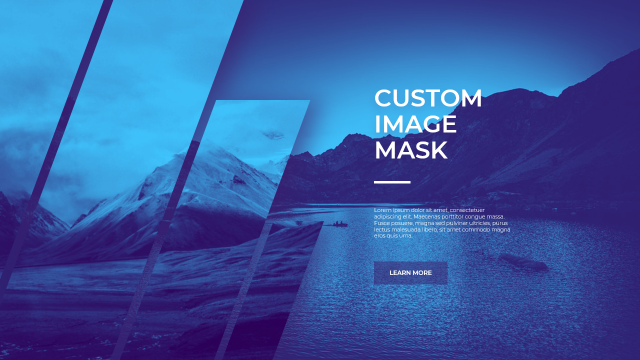 CUSTOM
IMAGE
MASK
Lorem ipsum dolor sit amet, consectetuer
adipiscing elit. Maecenas porttitor congue massa.
Fusce posuere, magna sed pulvinar ultricies, purus
lectus malesuada libero, sit amet commodo magna
eros quis urna.
LEARN MORE